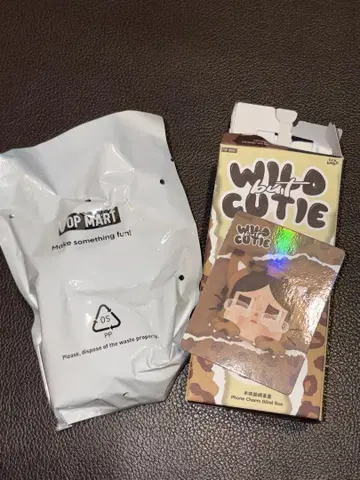 POP MART
Make something fun!
05
PP
Please, dispose of the waste properly.
WILD
but
CUTIE
WILD
but
CUTIE
Phone Charm Blind Box